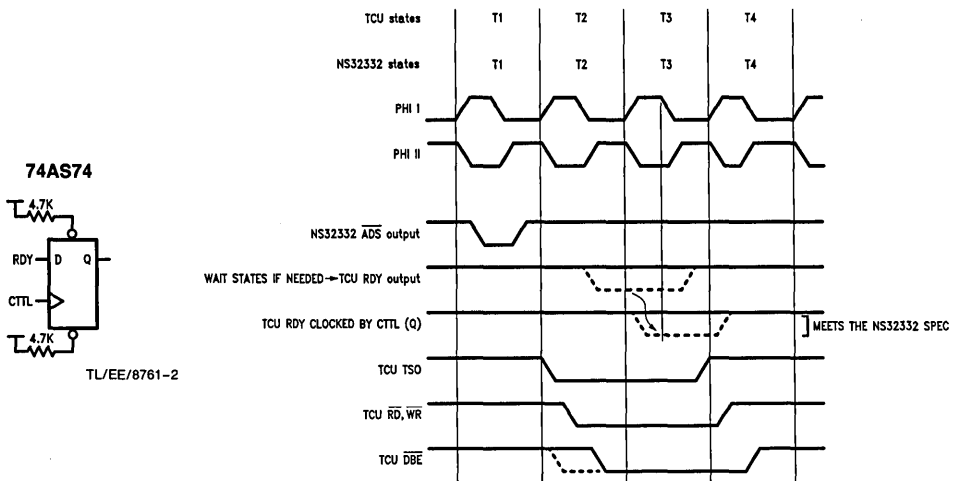 TCU states T1 T2 T3 T4
NS32332 states T1 T2 T3 T4
PHI I
PHI II
74AS74
4.7K
RDY D Q
CTTL
4.7K
TL/EE/8761-2
NS32332 ADS output
WAIT STATES IF NEEDED→TCU RDY output
TCU RDY CLOCKED BY CTTL (Q)
MEETS THE NS32332 SPEC
TCU TSO
TCU RD, WR
TCU DBE